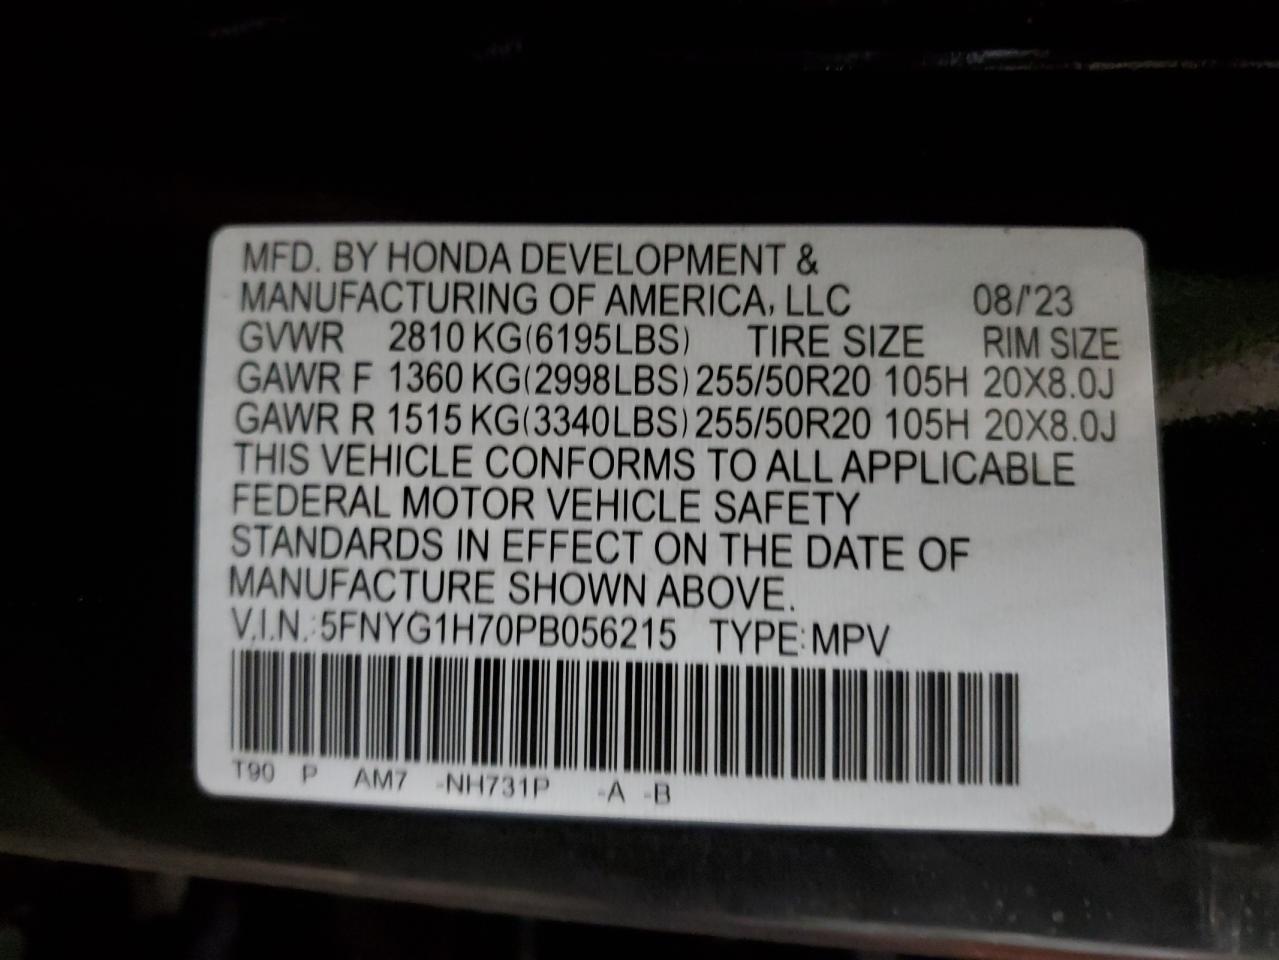 MFD. BY HONDA DEVELOPMENT &
MANUFACTURING OF AMERICA, LLC 08/'23
GVWR 2810 KG(6195LBS) TIRE SIZE RIM SIZE
GAWR F 1360 KG(2998LBS) 255/50R20 105H 20X8.0J
GAWR R 1515 KG(3340LBS) 255/50R20 105H 20X8.0J
THIS VEHICLE CONFORMS TO ALL APPLICABLE
FEDERAL MOTOR VEHICLE SAFETY
STANDARDS IN EFFECT ON THE DATE OF
MANUFACTURE SHOWN ABOVE.
V.I.N.: 5FNYG1H70PB056215 TYPE: MPV
T90 P AM7 -NH731P -A -B